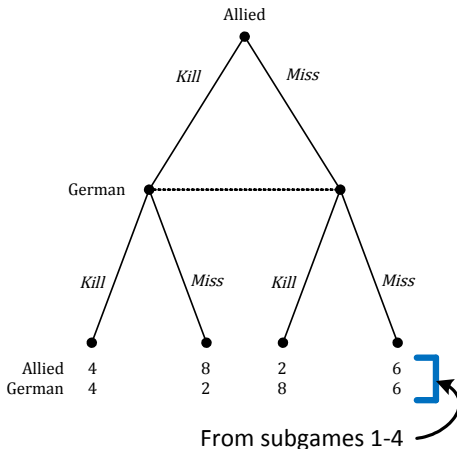 Allied
Kill Miss
German
Kill Miss Kill Miss
Allied 4 8 2 6
German 4 2 8 6
From subgames 1-4